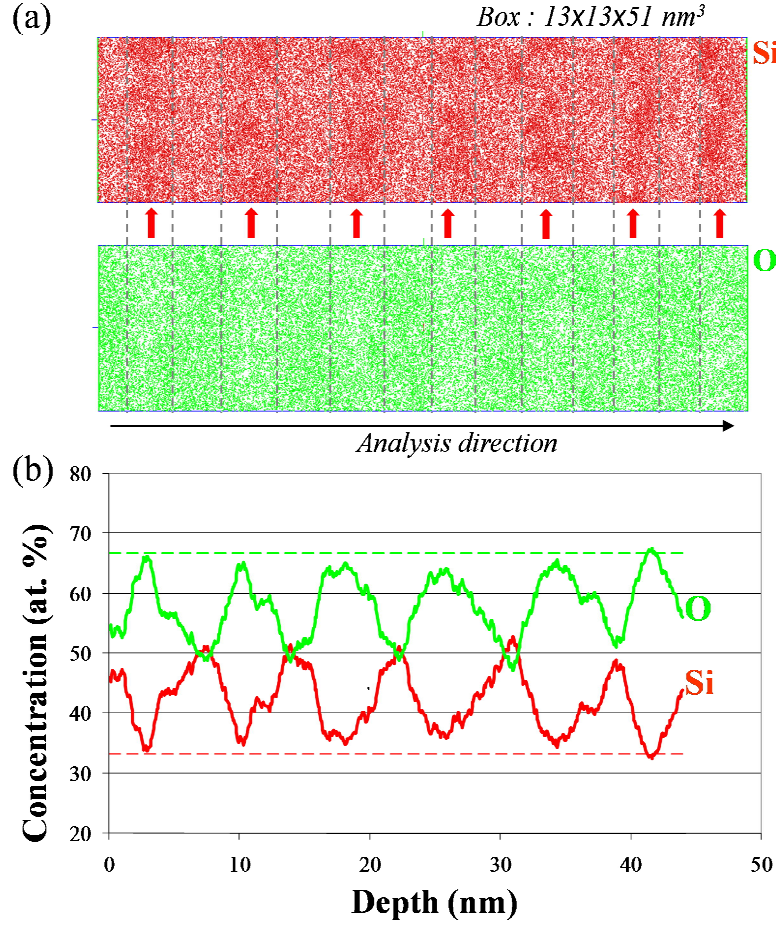 (a)
Box : 13x13x51 nm³
Si
O
Analysis direction
(b)
80
70
60
50
40
30
20
Concentration (at. %)
O
Si
0 10 20 30 40 50
Depth (nm)